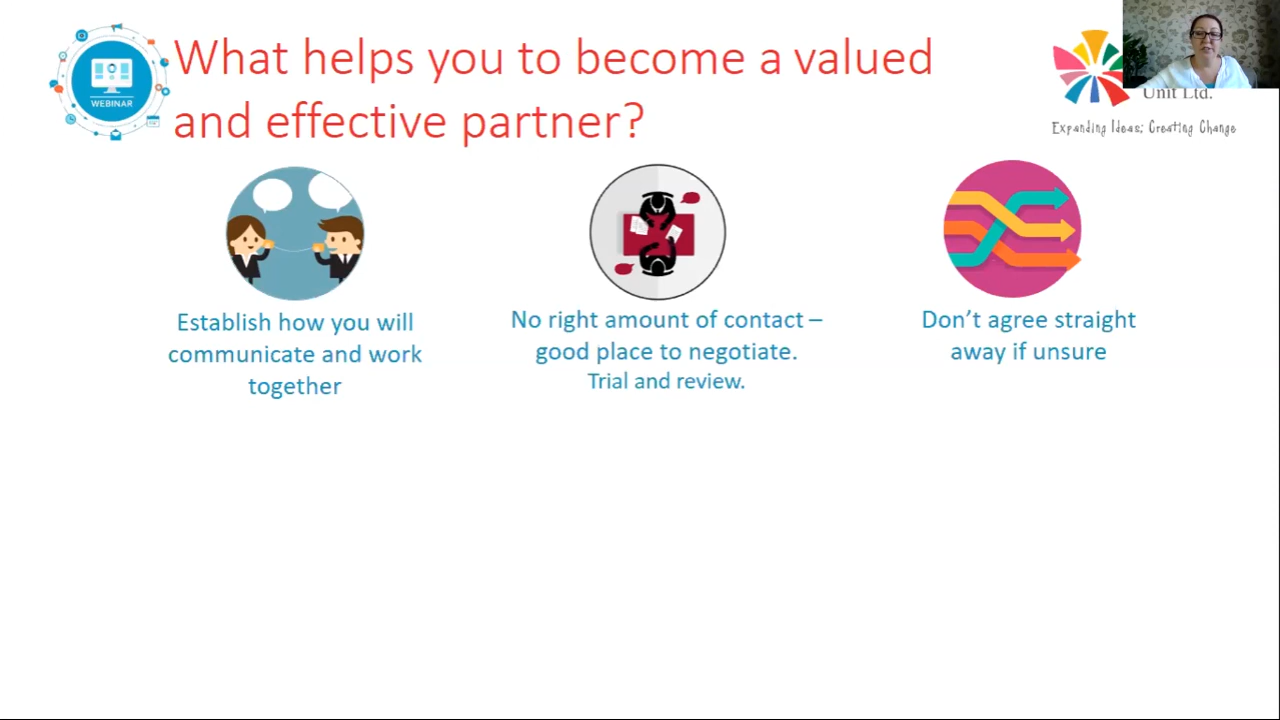 What helps you to become a valued
and effective partner?
WEBINAR
Unit Ltd.
Expanding Ideas; Creating Change
Establish how you will
communicate and work
together
No right amount of contact –
good place to negotiate.
Trial and review.
Don’t agree straight
away if unsure